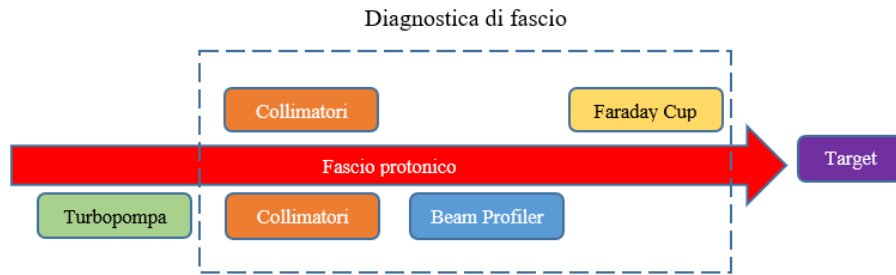 Diagnostica di fascio
Collimatori
Faraday Cup
Fascio protonico
Target
Turbopompa
Collimatori
Beam Profiler